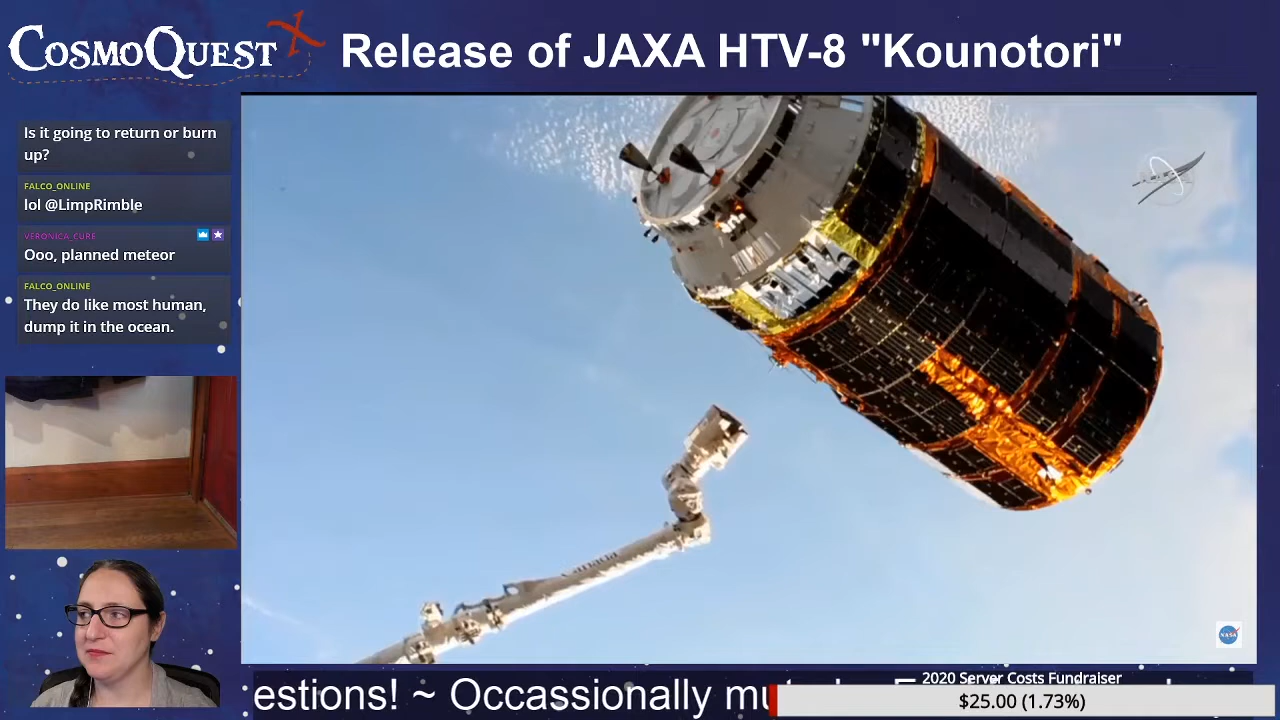 CosmoQuest X
Release of JAXA HTV-8 "Kounotori"
Is it going to return or burn
up?
FALCO_ONLINE
lol @LimpRimble
VERONICA_CURE
Ooo, planned meteor
FALCO_ONLINE
They do like most human,
dump it in the ocean.
Canada
NASA
estions! ~ Occassionally mu
2020 Server Costs Fundraiser
$25.00 (1.73%)